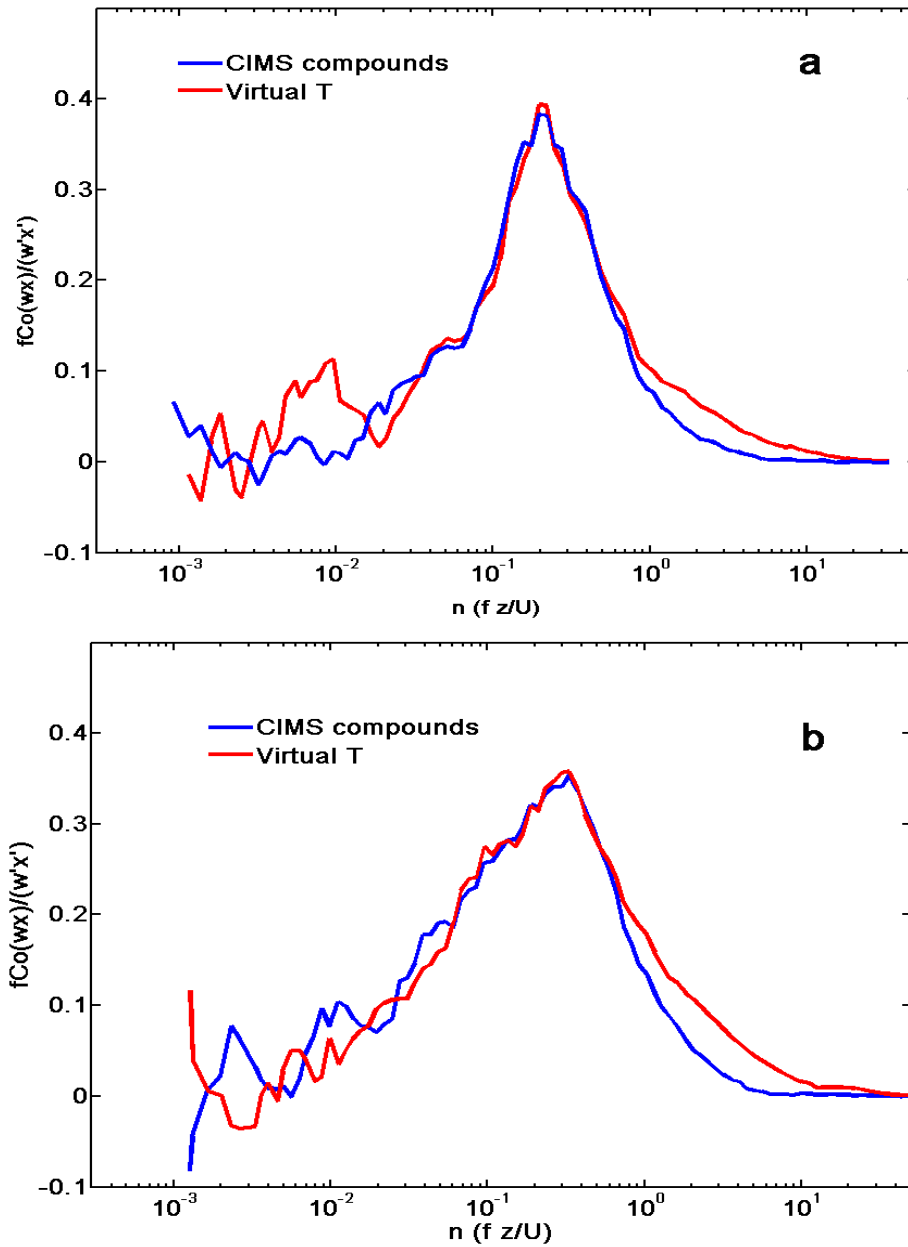 a
CIMS compounds
Virtual T
fCo(wx)/(w'x')
0.4
0.3
0.2
0.1
0
-0.1
10⁻³ 10⁻² 10⁻¹ 10⁰ 10¹
n (f z/U)
b
CIMS compounds
Virtual T
fCo(wx)/(w'x')
0.4
0.3
0.2
0.1
0
-0.1
10⁻³ 10⁻² 10⁻¹ 10⁰ 10¹
n (f z/U)